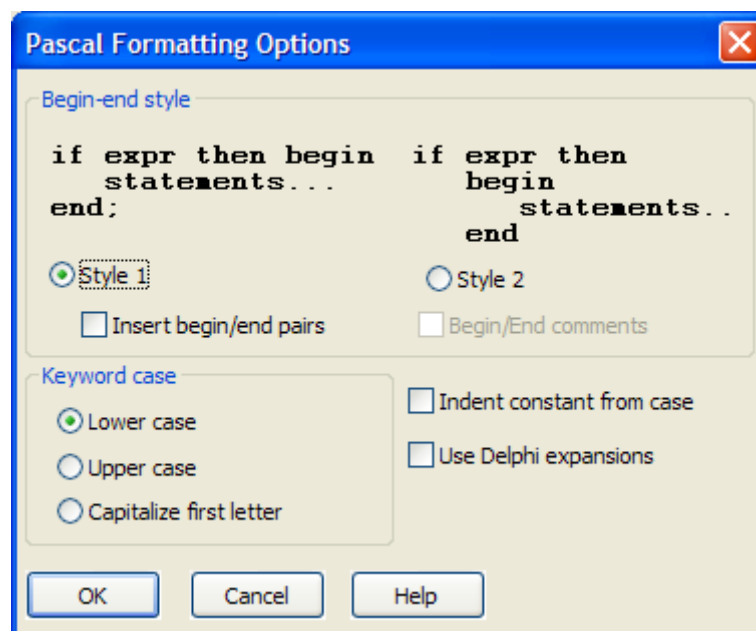 Pascal Formatting Options
Begin-end style
if expr then begin
statements...
end;
if expr then
begin
statements..
end
Style 1
Style 2
Insert begin/end pairs
Begin/End comments
Keyword case
Lower case
Upper case
Capitalize first letter
Indent constant from case
Use Delphi expansions
OK
Cancel
Help